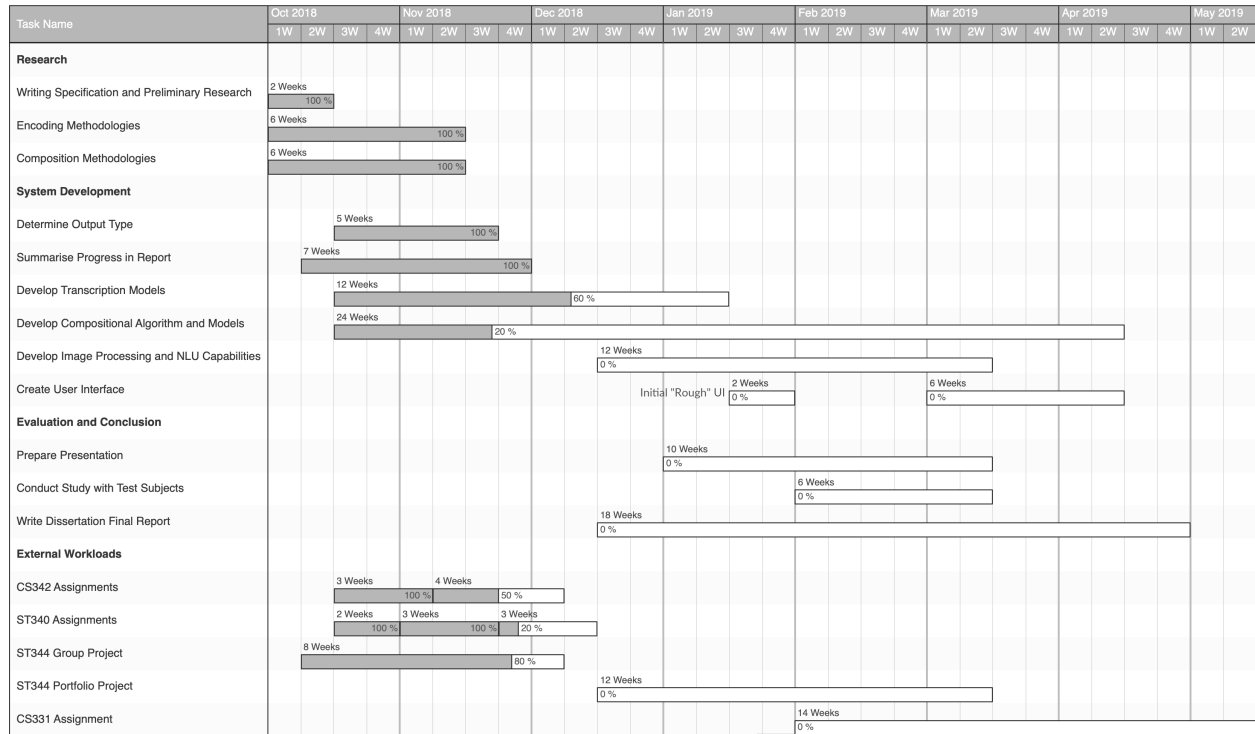 Task Name
Oct 2018 Nov 2018 Dec 2018 Jan 2019 Feb 2019 Mar 2019 Apr 2019 May 2019
1W 2W 3W 4W 1W 2W 3W 4W 1W 2W 3W 4W 1W 2W 3W 4W 1W 2W 3W 4W 1W 2W 3W 4W 1W 2W 3W 4W 1W 2W
Research
2 Weeks
Writing Specification and Preliminary Research
100 %
6 Weeks
Encoding Methodologies
100 %
6 Weeks
Composition Methodologies
100 %
System Development
5 Weeks
Determine Output Type
100 %
7 Weeks
Summarise Progress in Report
100 %
12 Weeks
Develop Transcription Models
60 %
24 Weeks
Develop Compositional Algorithm and Models
20 %
12 Weeks
Develop Image Processing and NLU Capabilities
0 %
2 Weeks 6 Weeks
Create User Interface
Initial "Rough" UI
0 % 0 %
Evaluation and Conclusion
10 Weeks
Prepare Presentation
0 %
6 Weeks
Conduct Study with Test Subjects
0 %
18 Weeks
Write Dissertation Final Report
0 %
External Workloads
3 Weeks 4 Weeks
CS342 Assignments
100 % 50 %
2 Weeks 3 Weeks 3 Weeks
ST340 Assignments
100 % 100 % 20 %
8 Weeks
ST344 Group Project
80 %
12 Weeks
ST344 Portfolio Project
0 %
14 Weeks
CS331 Assignment
0 %